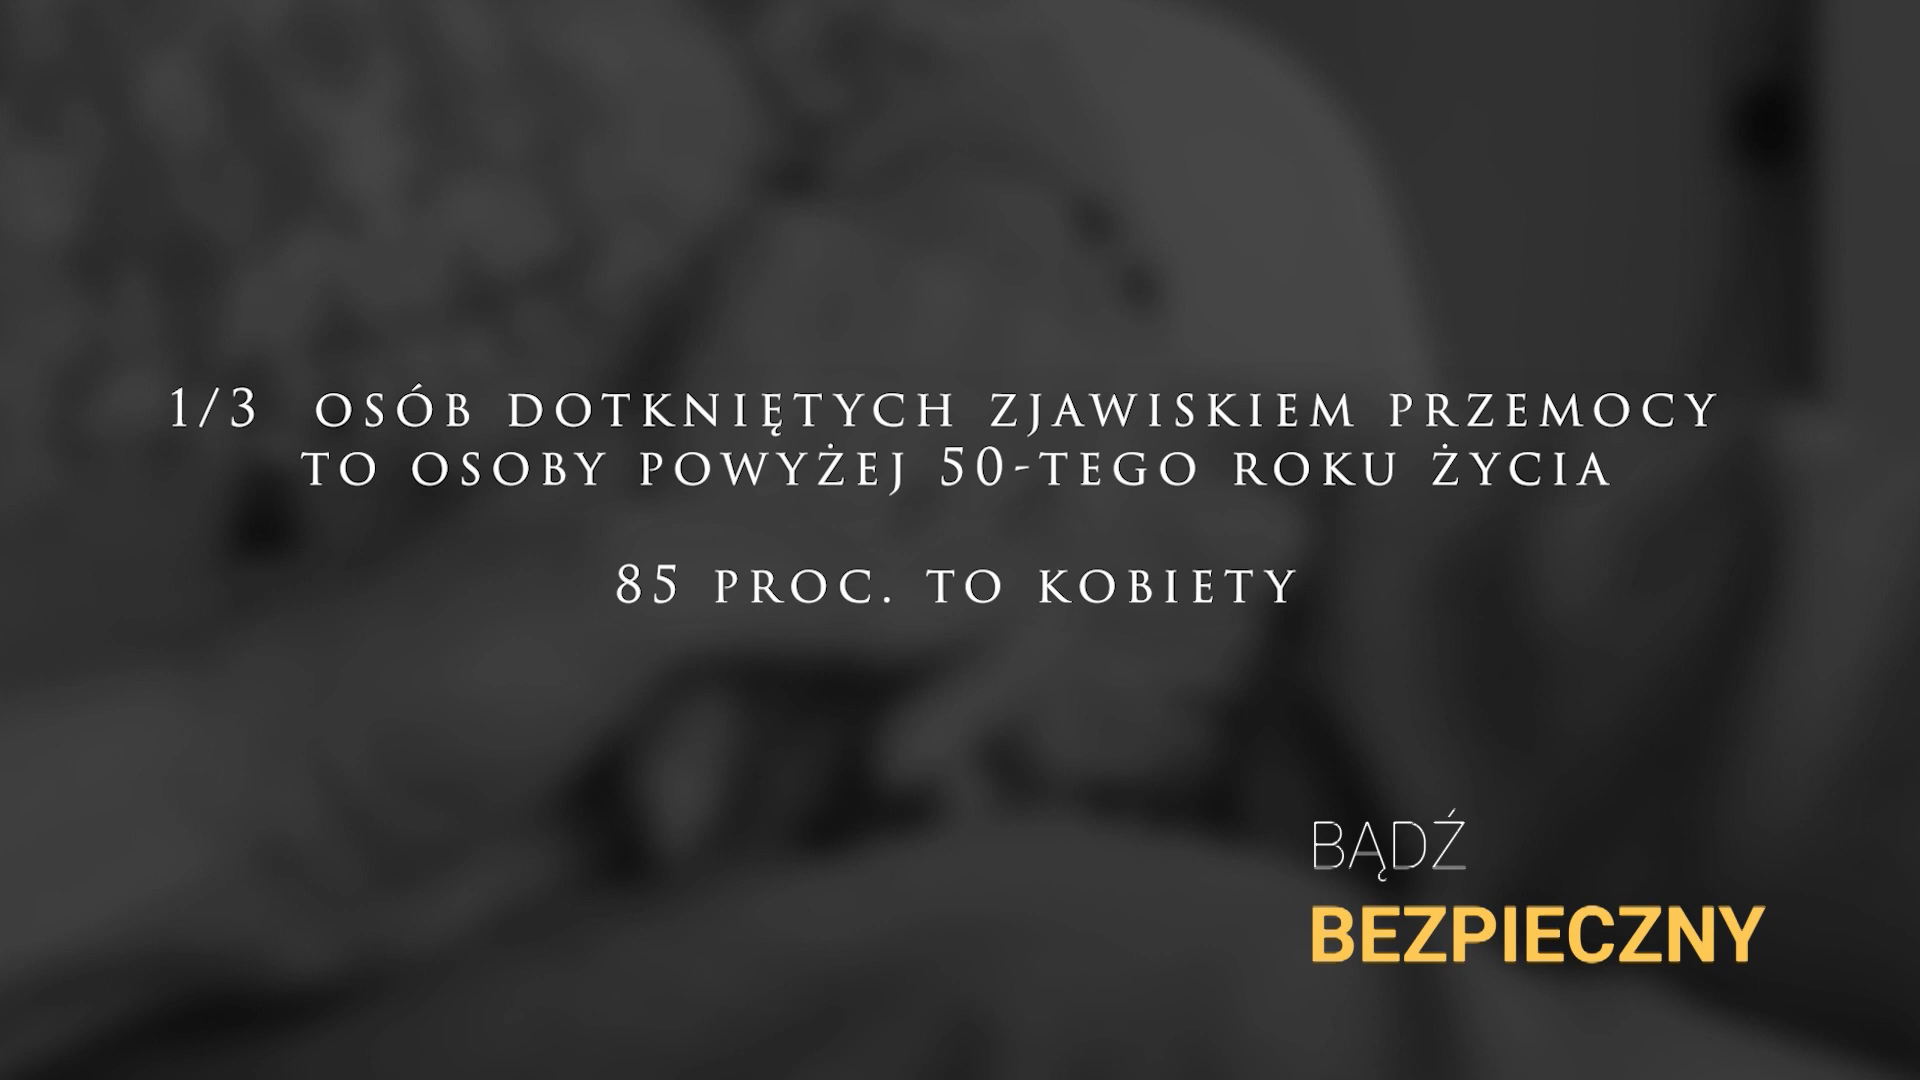 1/3 OSÓB DOTKNIĘTYCH ZJAWISKIEM PRZEMOCY
TO OSOBY POWYŻEJ 50-TEGO ROKU ŻYCIA
85 PROC. TO KOBIETY
BĄDŹ
BEZPIECZNY